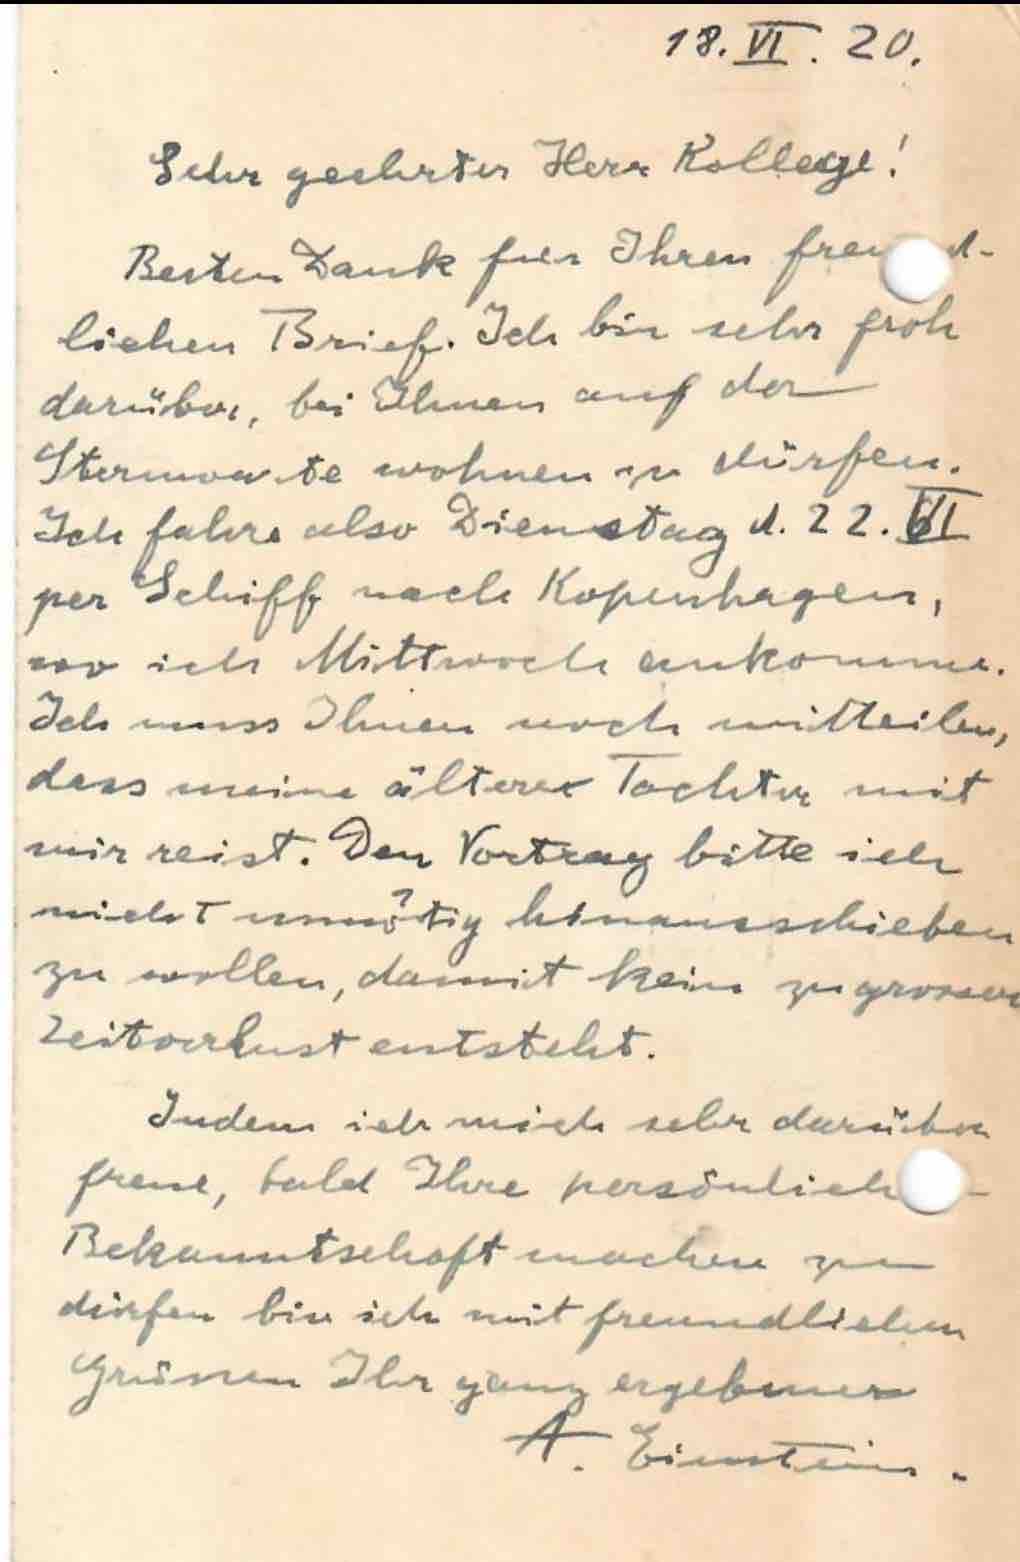 18. VI. 20.
Sehr geehrter Herr Kollege!
Besten Dank fuer Ihren freund-
lichen Brief. Ich bin sehr froh
darüber, bei Ihnen auf der
Sternwarte wohnen zu dürfen.
Ich fahre also Dienstag d. 22. VI
per Schiff nach Kopenhagen,
wo ich Mittwoch ankomme.
Ich muss Ihnen noch mitteilen,
dass meine ältere Tochter mit
mir reist. Den Vortrag bitte ich
nicht unnötig hinausschieben
zu wollen, damit kein zu grosser
Zeitverlust entsteht.
Indem ich mich sehr darüber
freue, bald Ihre persönliche
Bekanntschaft machen zu
dürfen bin ich mit freundlichen
Grüssen Ihr ganz ergebener
A. Einstein.